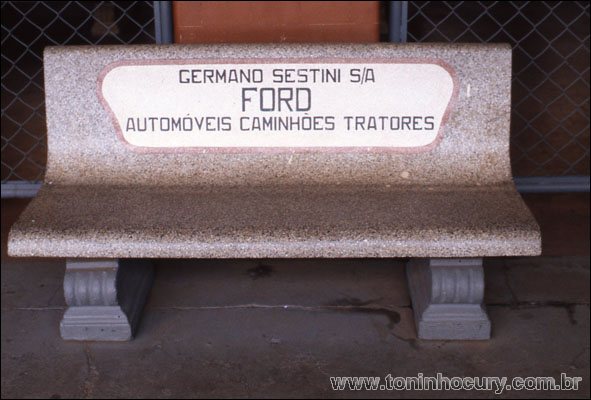 GERMANO SESTINI S/A
FORD
AUTOMÓVEIS CAMINHÕES TRATORES
www.toninhocury.com.br